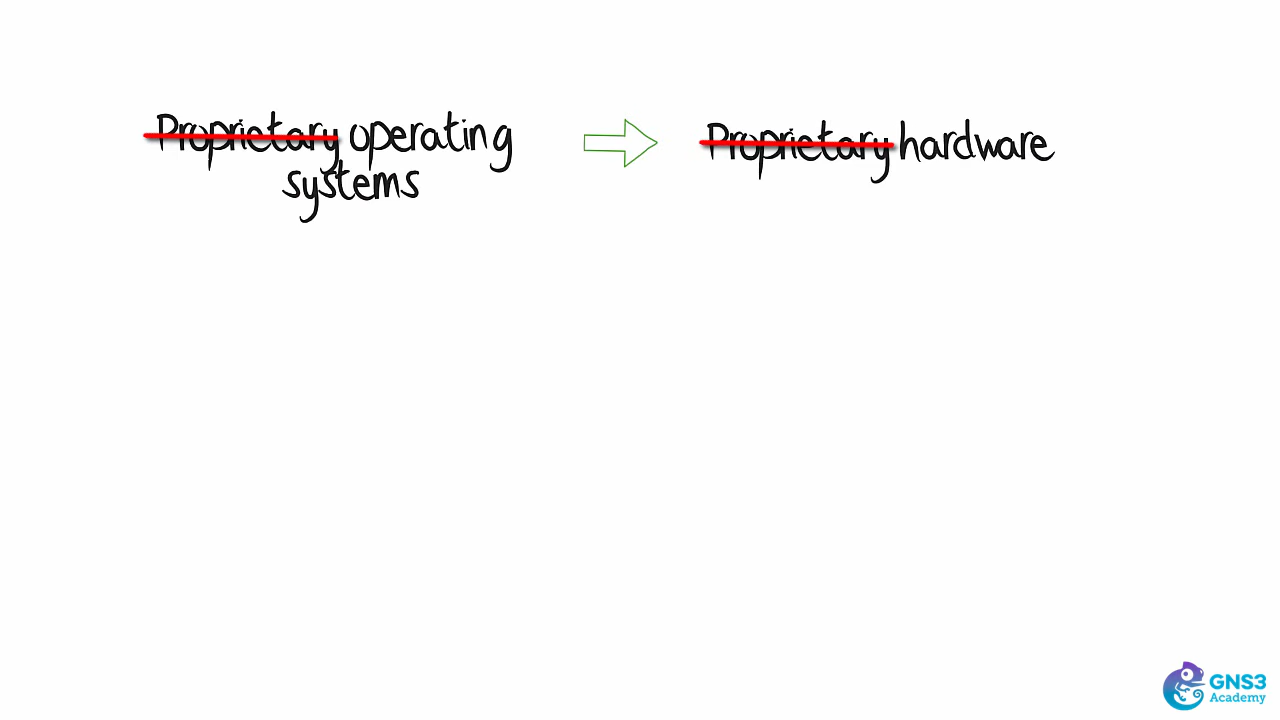 Proprietary operating
systems
Proprietary hardware
GNS3
Academy